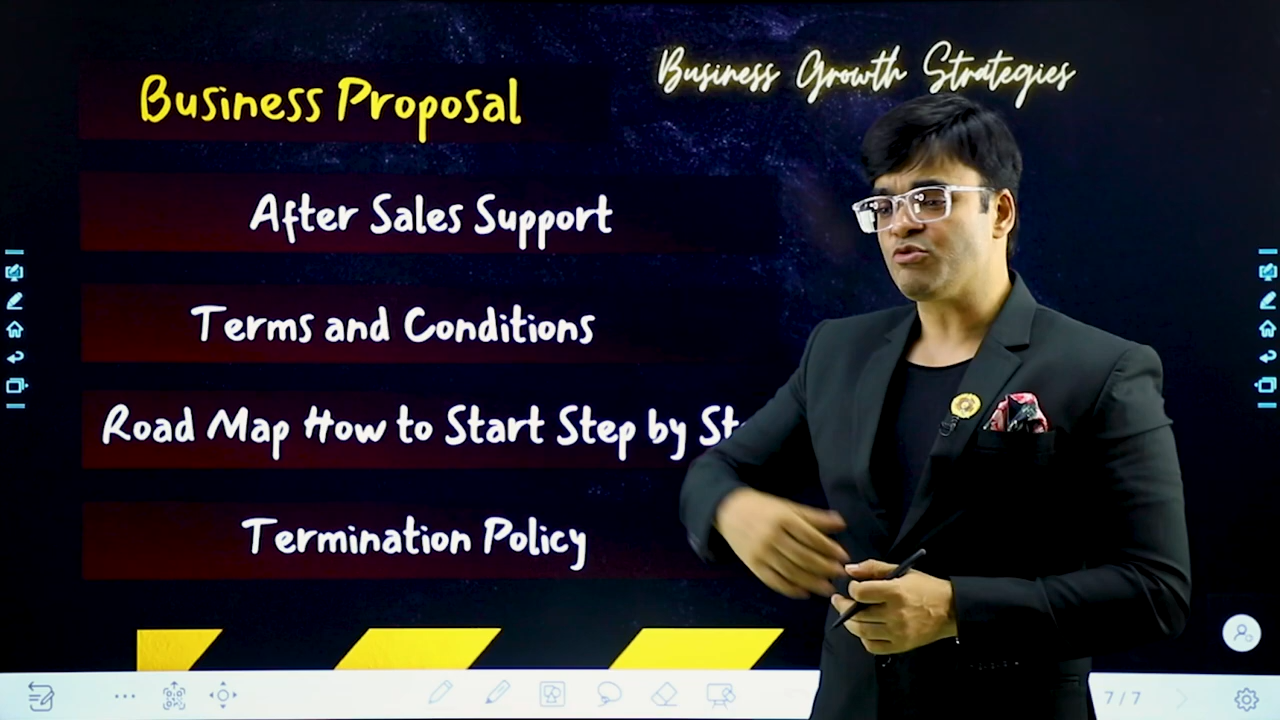 Business Growth Strategies
Business Proposal
After Sales Support
Terms and Conditions
Road Map How to Start Step by
Termination Policy
7/7